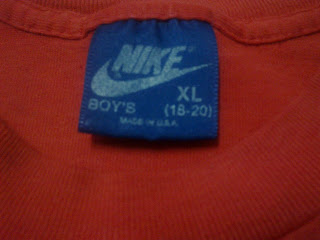 NIKE
BOY'S XL
(18-20)
MADE IN U.S.A.